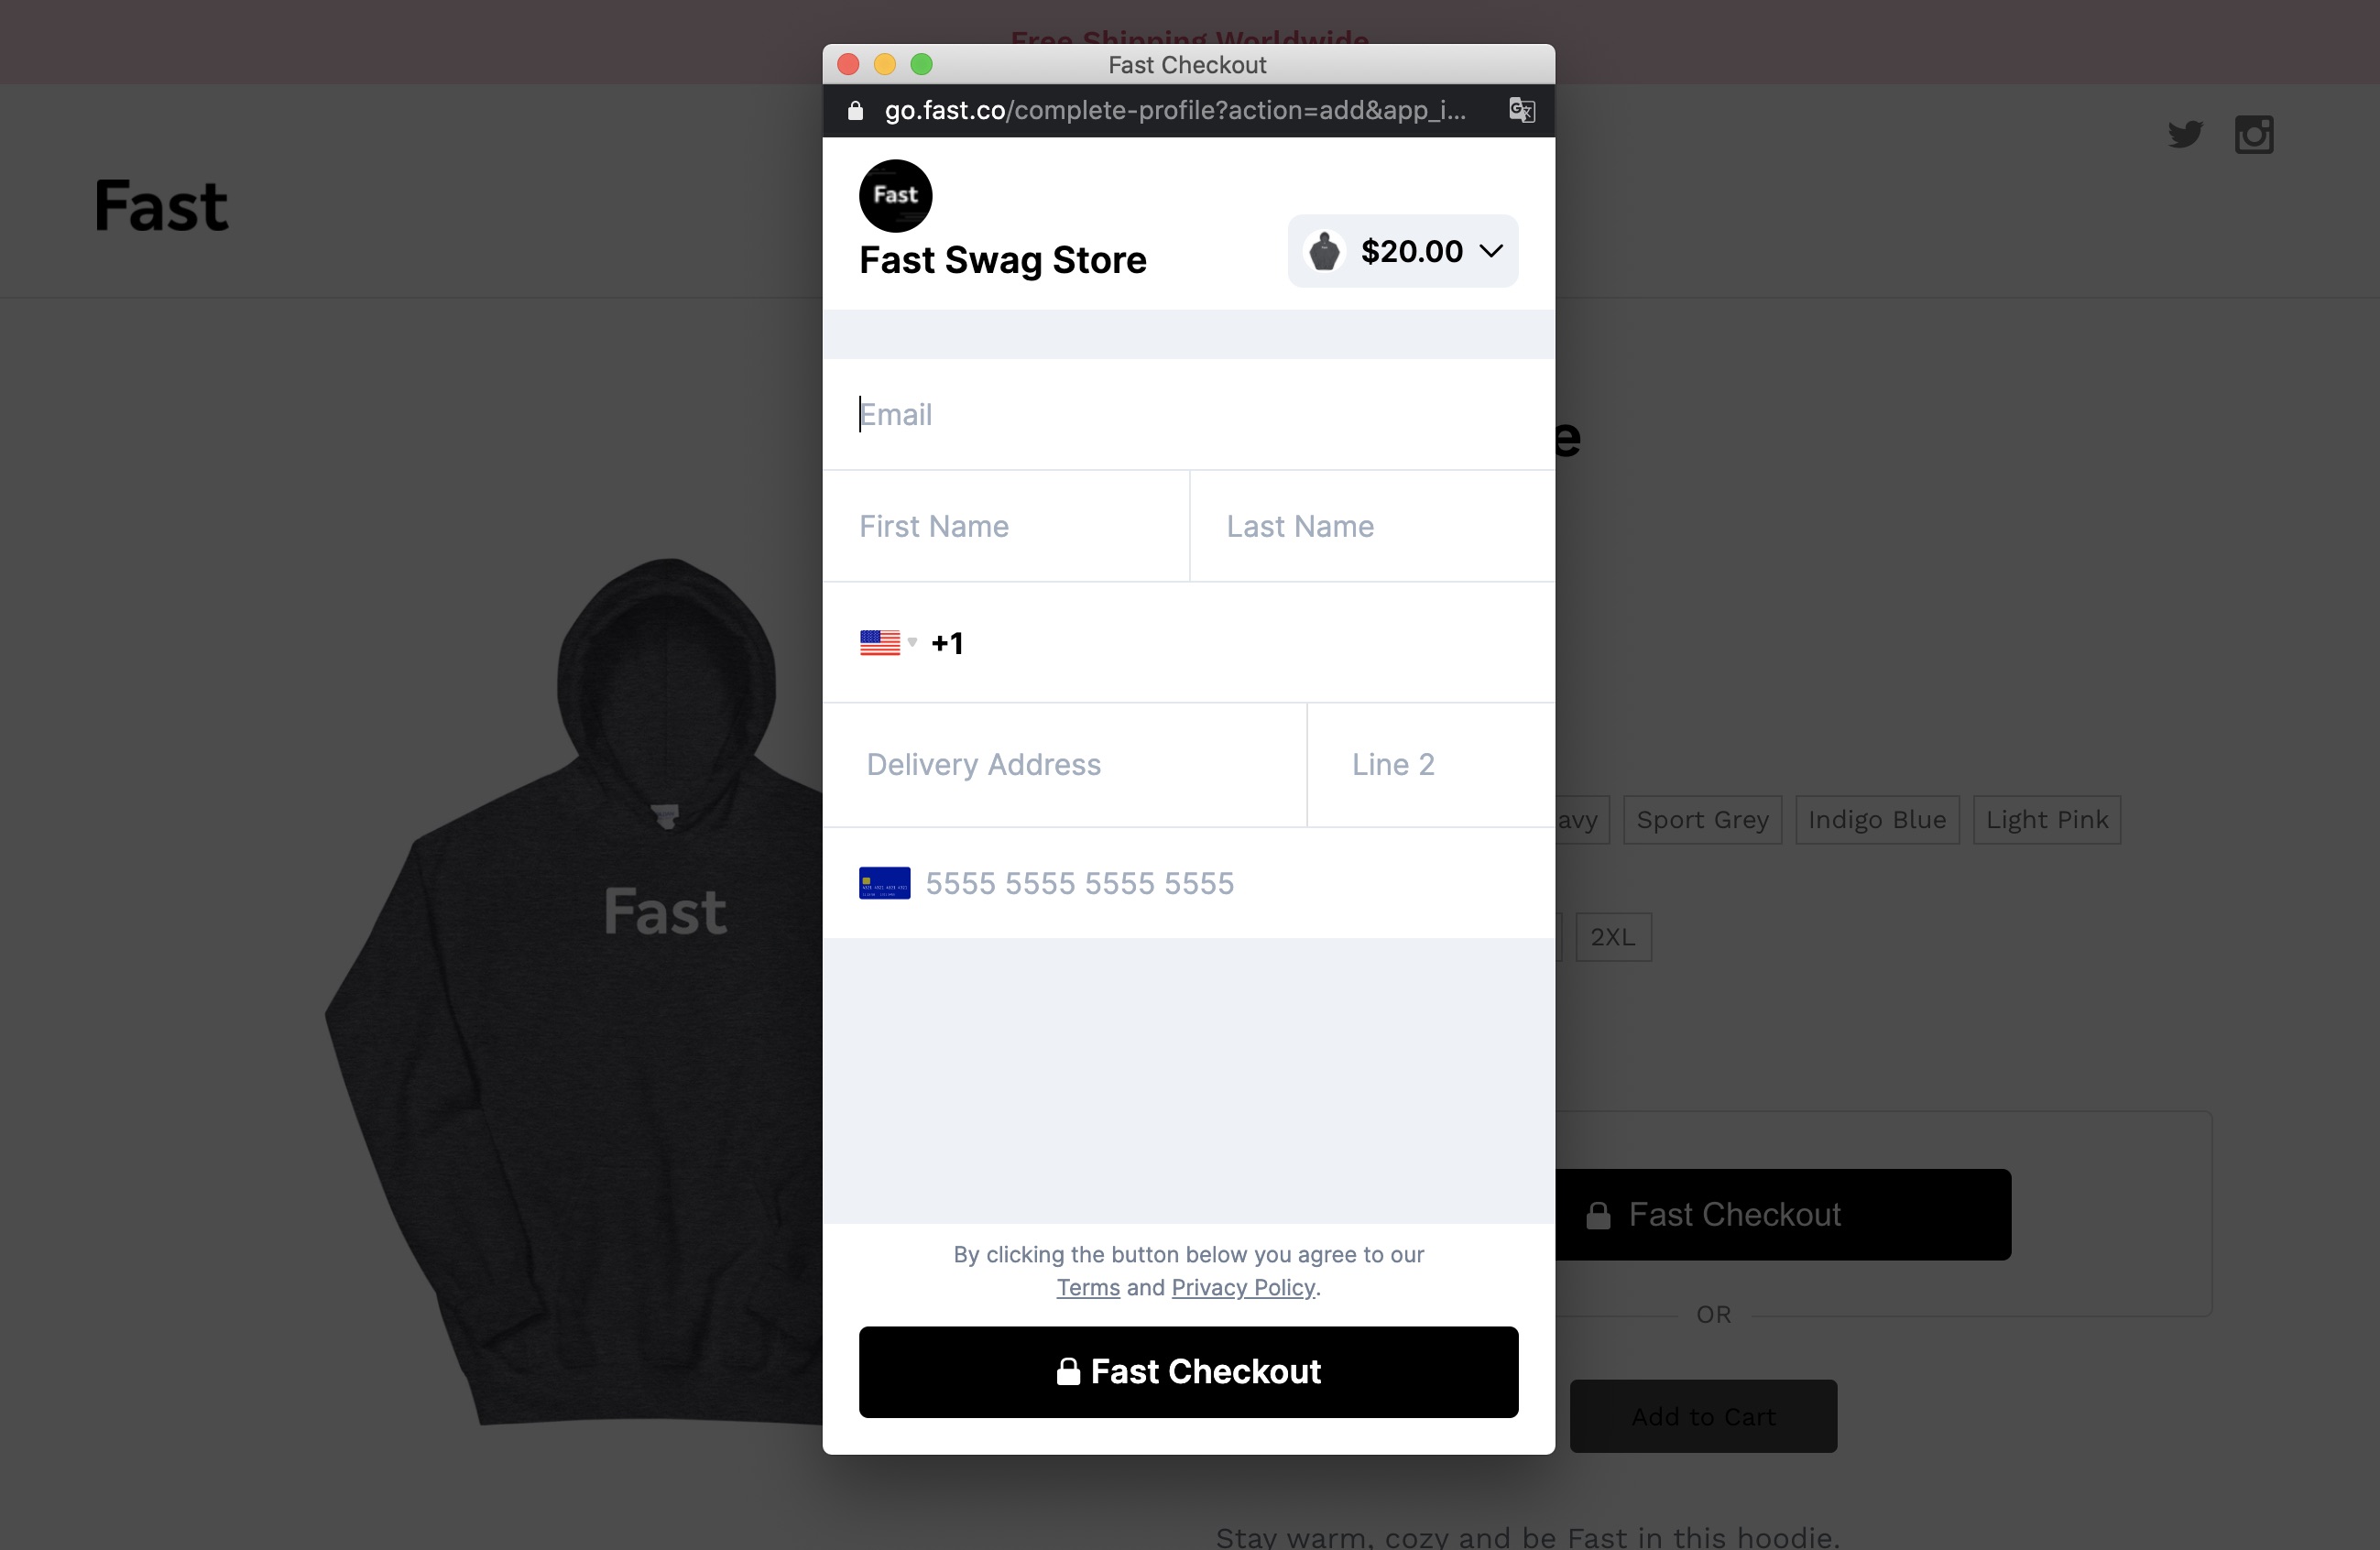 Free Shipping Worldwide
Fast Checkout
go.fast.co/complete-profile?action=add&app_i...
Fast
Fast
Fast Swag Store
$20.00
Email
e
First Name
Last Name
+1
Delivery Address
Line 2
avy
Sport Grey
Indigo Blue
Light Pink
5555 5555 5555 5555
Fast
2XL
Fast Checkout
By clicking the button below you agree to our
Terms and Privacy Policy.
OR
Fast Checkout
Add to Cart
Stay warm, cozy and be Fast in this hoodie.